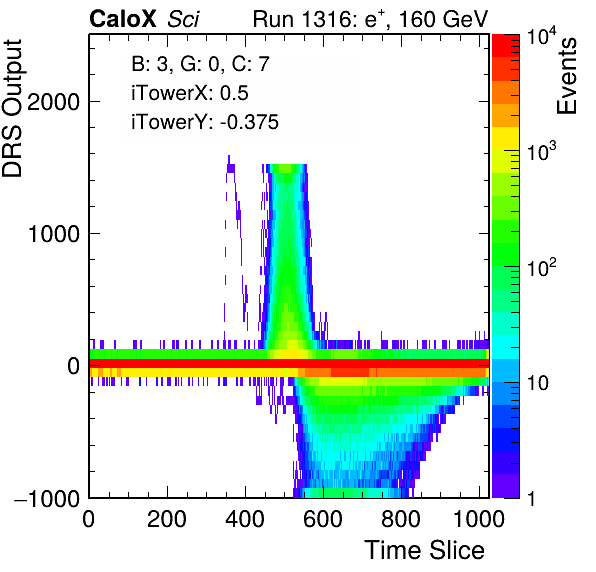 CaloX Sci Run 1316: e⁺, 160 GeV
B: 3, G: 0, C: 7
iTowerX: 0.5
iTowerY: -0.375
DRS Output
2000
1000
0
−1000
0 200 400 600 800 1000
Time Slice
Events
10⁴
10³
10²
10
1